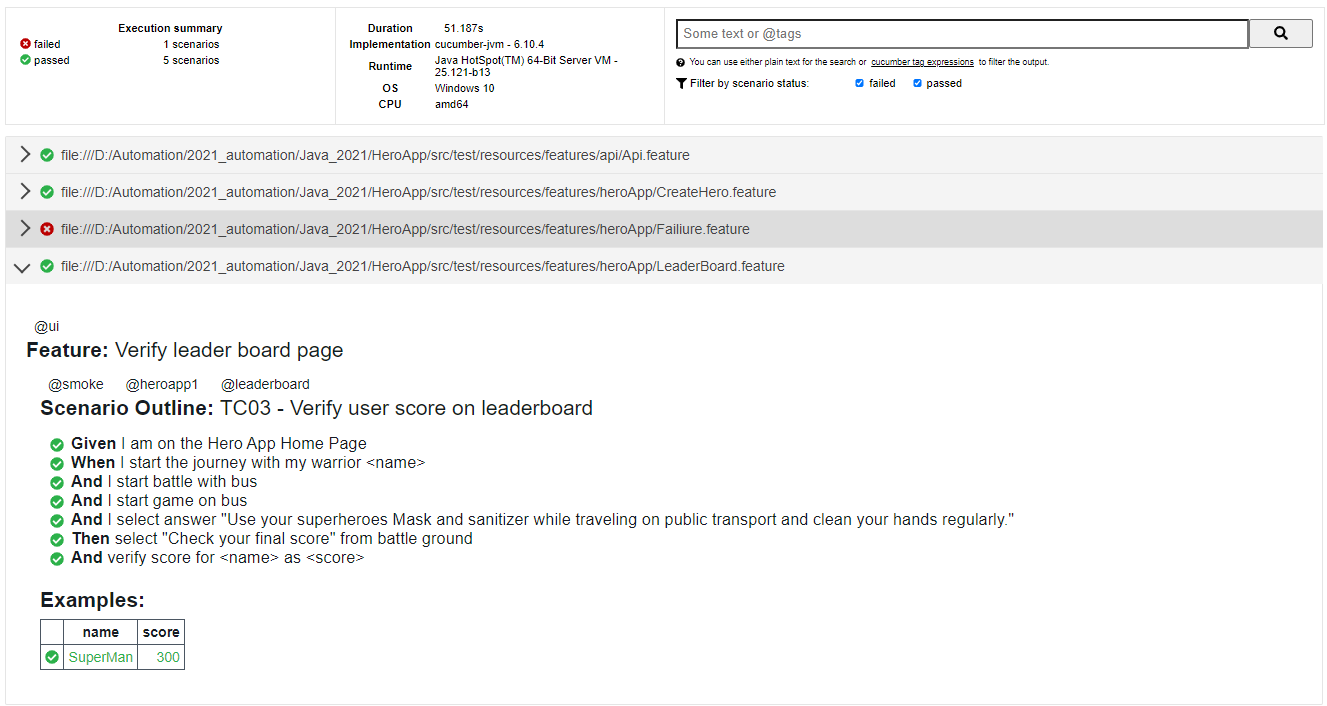 Execution summary
failed 1 scenarios
passed 5 scenarios
Duration 51.187s
Implementation cucumber-jvm - 6.10.4
Runtime Java HotSpot(TM) 64-Bit Server VM -
25.121-b13
OS Windows 10
CPU amd64
Some text or @tags
You can use either plain text for the search or cucumber tag expressions to filter the output.
Filter by scenario status: failed passed
file:///D:/Automation/2021_automation/Java_2021/HeroApp/src/test/resources/features/api/Api.feature
file:///D:/Automation/2021_automation/Java_2021/HeroApp/src/test/resources/features/heroApp/CreateHero.feature
file:///D:/Automation/2021_automation/Java_2021/HeroApp/src/test/resources/features/heroApp/Failiure.feature
file:///D:/Automation/2021_automation/Java_2021/HeroApp/src/test/resources/features/heroApp/LeaderBoard.feature
@ui
Feature: Verify leader board page
@smoke @heroapp1 @leaderboard
Scenario Outline: TC03 - Verify user score on leaderboard
Given I am on the Hero App Home Page
When I start the journey with my warrior <name>
And I start battle with bus
And I start game on bus
And I select answer "Use your superheroes Mask and sanitizer while traveling on public transport and clean your hands regularly."
Then select "Check your final score" from battle ground
And verify score for <name> as <score>
Examples:
name score
SuperMan 300